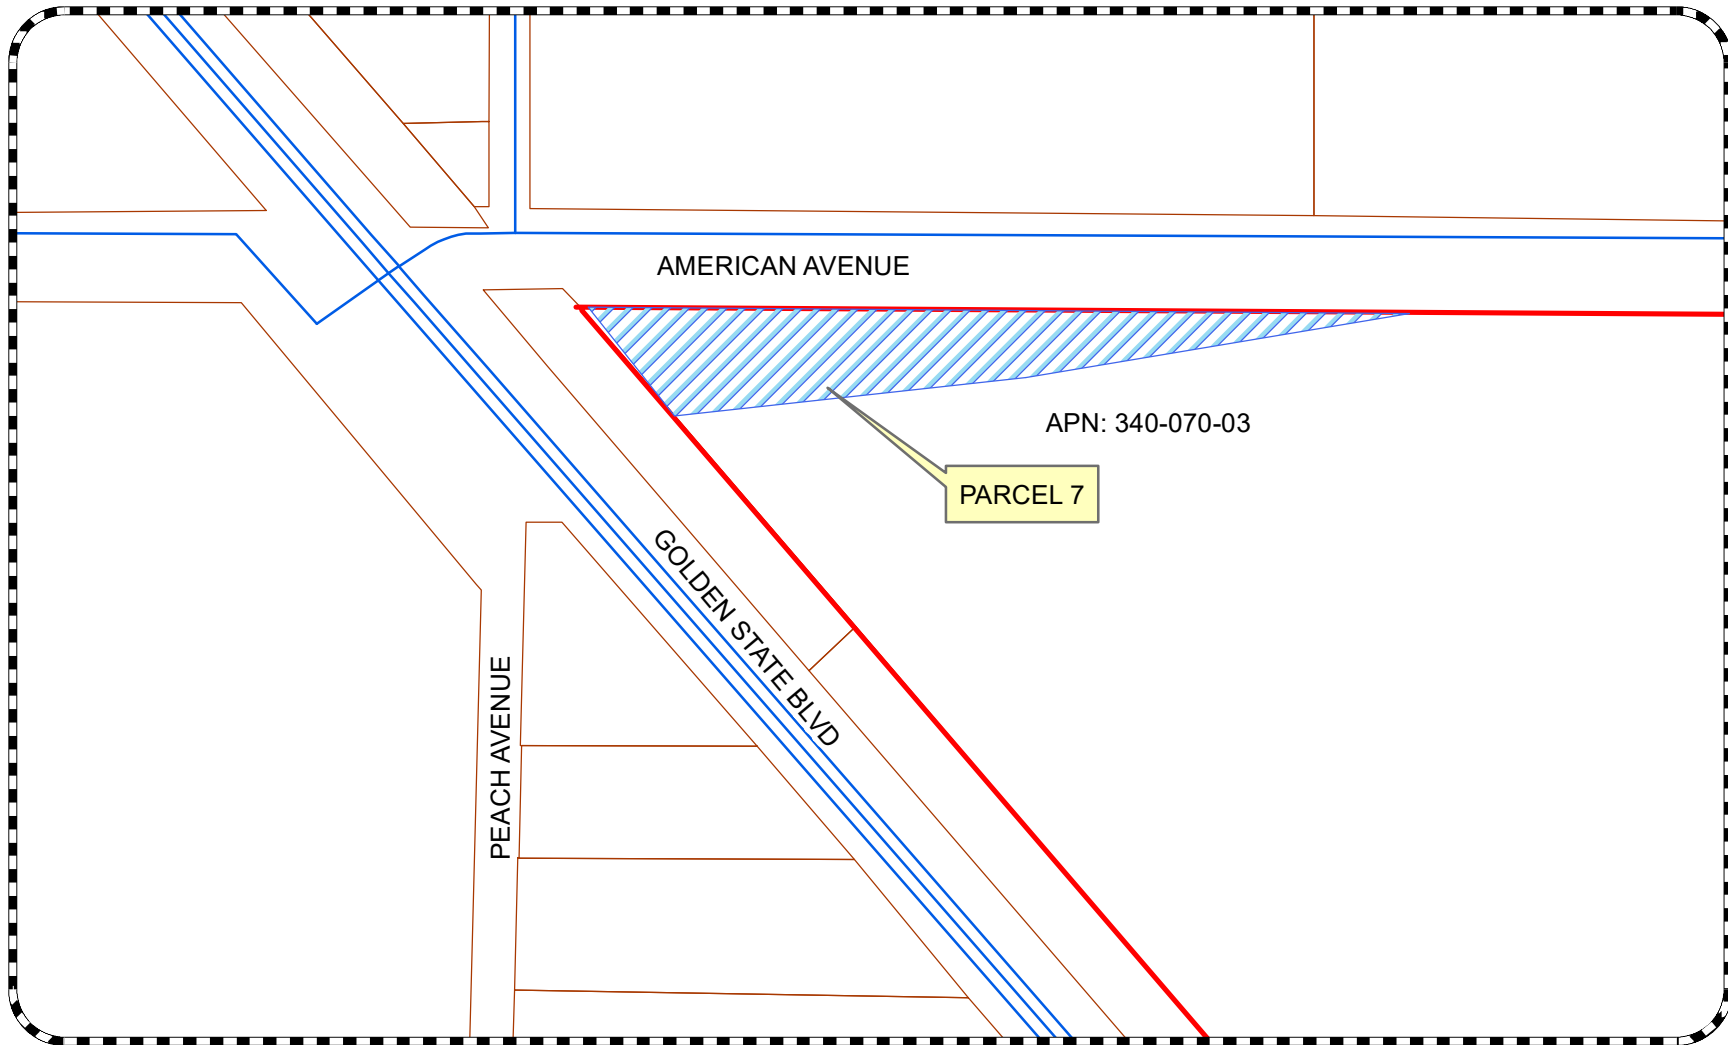 AMERICAN AVENUE
APN: 340-070-03
PARCEL 7
GOLDEN STATE BLVD
PEACH AVENUE